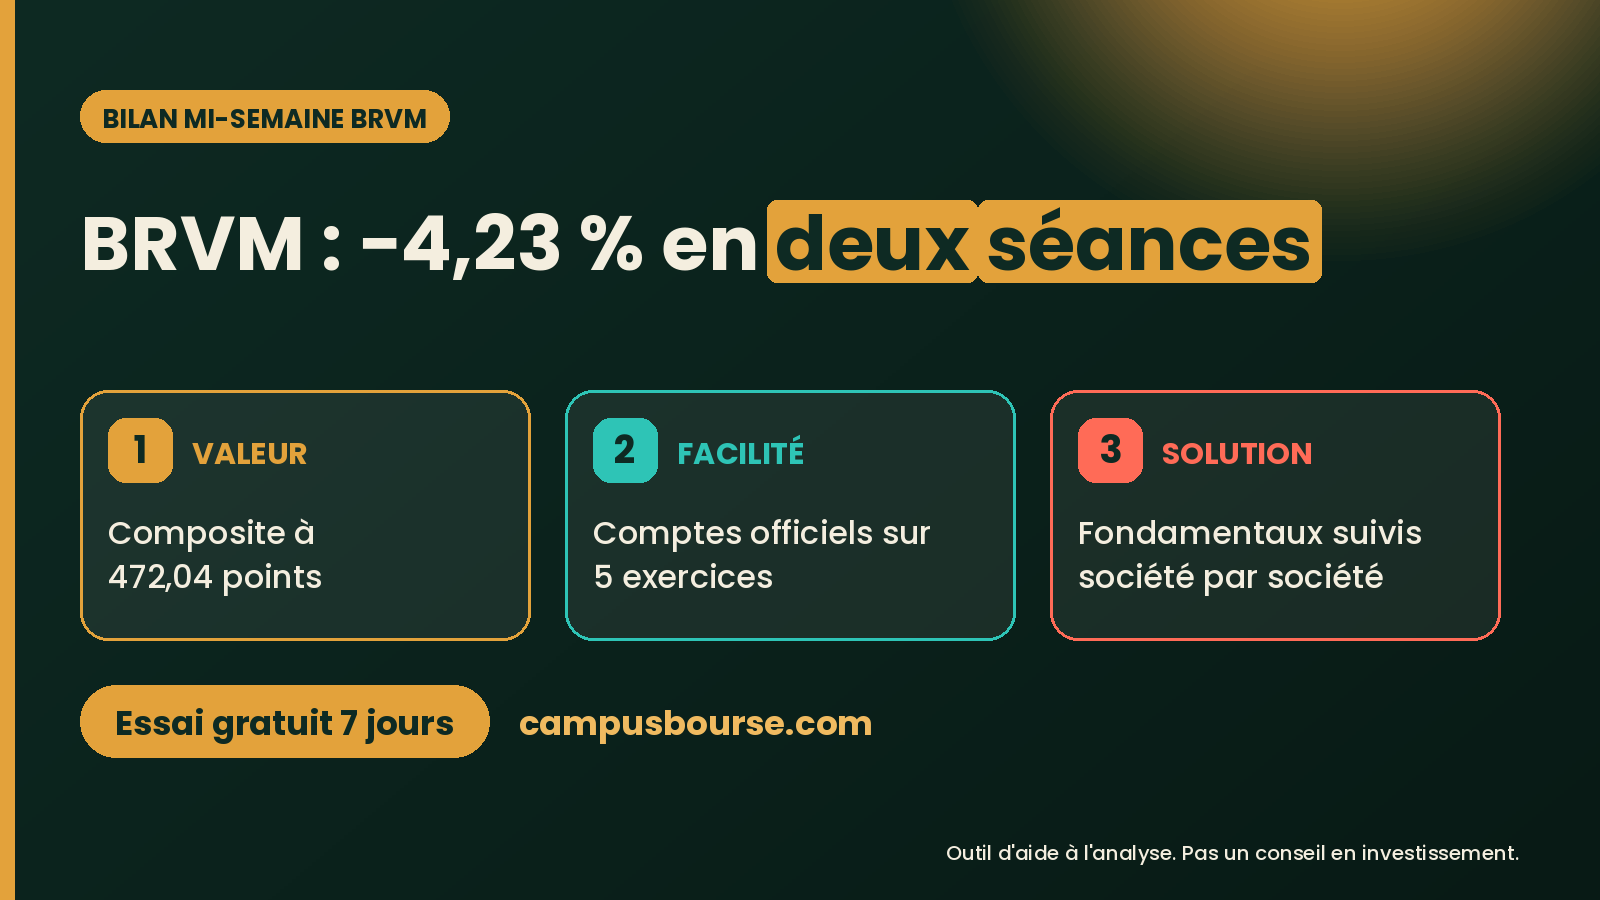 BILAN MI-SEMAINE BRVM
BRVM : -4,23 % en deux séances
1 VALEUR
Composite à
472,04 points
2 FACILITÉ
Comptes officiels sur
5 exercices
3 SOLUTION
Fondamentaux suivis
société par société
Essai gratuit 7 jours
campusbourse.com
Outil d'aide à l'analyse. Pas un conseil en investissement.